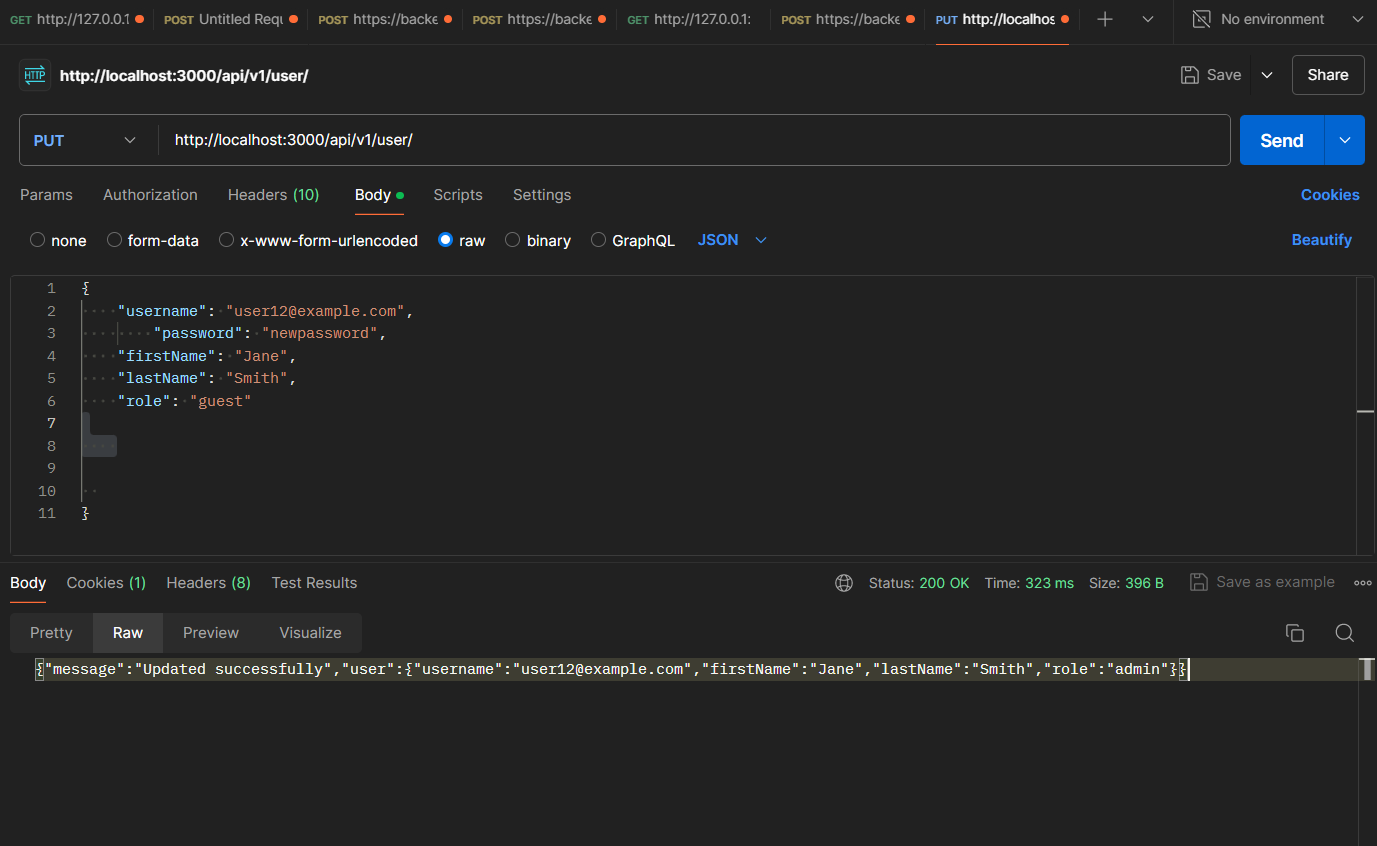 GET http://127.0.0.1 POST Untitled Requ POST https://backe POST https://backe GET http://127.0.0.1: POST https://backe PUT http://localhos No environment
HTTP http://localhost:3000/api/v1/user/ Save Share
PUT http://localhost:3000/api/v1/user/ Send
Params Authorization Headers (10) Body Scripts Settings Cookies
none form-data x-www-form-urlencoded raw binary GraphQL JSON Beautify
1 {
2 "username": "user12@example.com",
3 "password": "newpassword",
4 "firstName": "Jane",
5 "lastName": "Smith",
6 "role": "guest"
7
8
9
10
11 }
Body Cookies (1) Headers (8) Test Results Status: 200 OK Time: 323 ms Size: 396 B Save as example
Pretty Raw Preview Visualize
{"message":"Updated successfully","user":{"username":"user12@example.com","firstName":"Jane","lastName":"Smith","role":"admin"}}